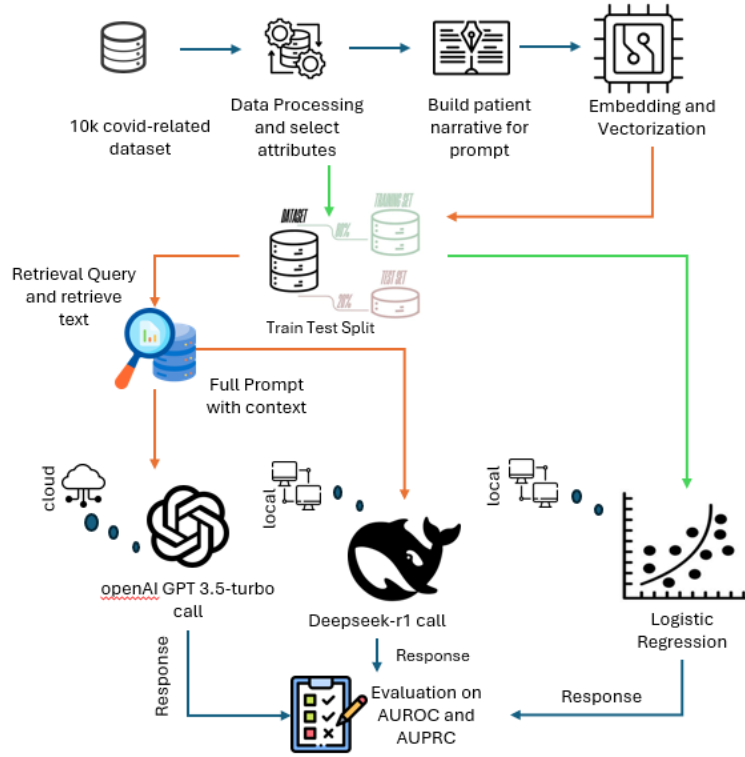 10k covid-related
dataset
Data Processing
and select
attributes
Build patient
narrative for
prompt
Embedding and
Vectorization
DATASET
TRAINING SET
80%
TEST SET
20%
Train Test Split
Retrieval Query
and retrieve
text
Full Prompt
with context
cloud
local
local
openAI GPT 3.5-turbo
call
Deepseek-r1 call
Logistic
Regression
Response
Response
Response
Evaluation on
AUROC and
AUPRC